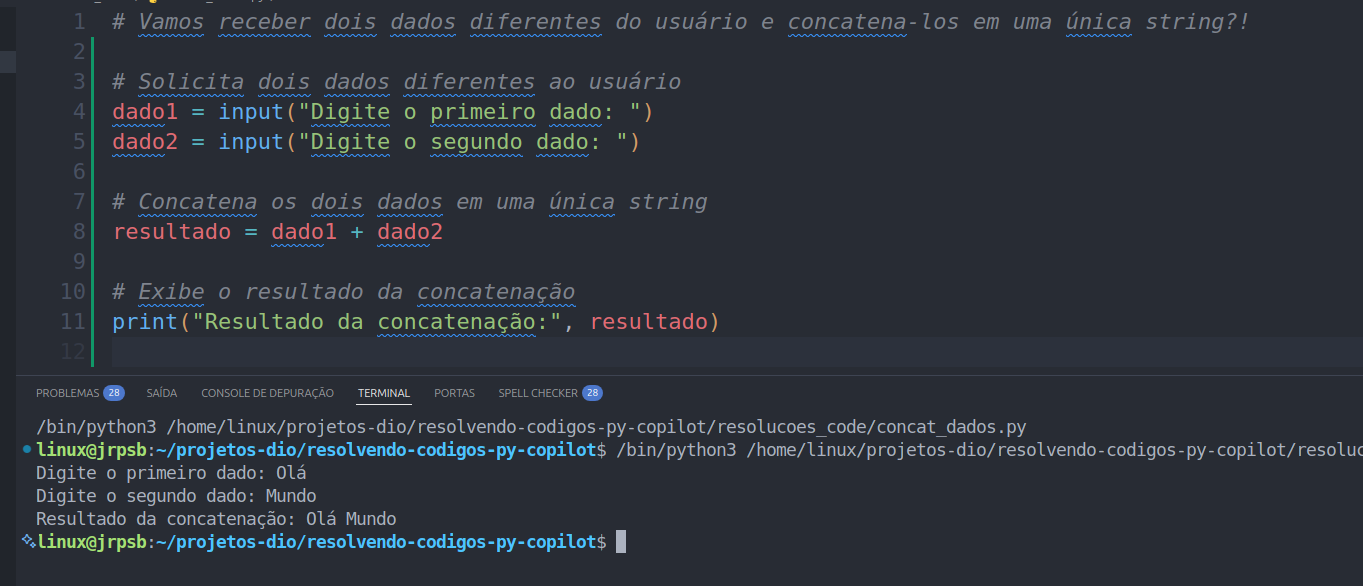 1 # Vamos receber dois dados diferentes do usuário e concatena-los em uma única string?!
2
3 # Solicita dois dados diferentes ao usuário
4 dado1 = input("Digite o primeiro dado: ")
5 dado2 = input("Digite o segundo dado: ")
6
7 # Concatena os dois dados em uma única string
8 resultado = dado1 + dado2
9
10 # Exibe o resultado da concatenação
11 print("Resultado da concatenação:", resultado)
12
PROBLEMAS 28 SAÍDA CONSOLE DE DEPURAÇÃO TERMINAL PORTAS SPELL CHECKER 28
/bin/python3 /home/linux/projetos-dio/resolvendo-codigos-py-copilot/resolucoes_code/concat_dados.py
linux@jrpsb:~/projetos-dio/resolvendo-codigos-py-copilot$ /bin/python3 /home/linux/projetos-dio/resolvendo-codigos-py-copilot/resoluc
Digite o primeiro dado: Olá
Digite o segundo dado: Mundo
Resultado da concatenação: Olá Mundo
linux@jrpsb:~/projetos-dio/resolvendo-codigos-py-copilot$